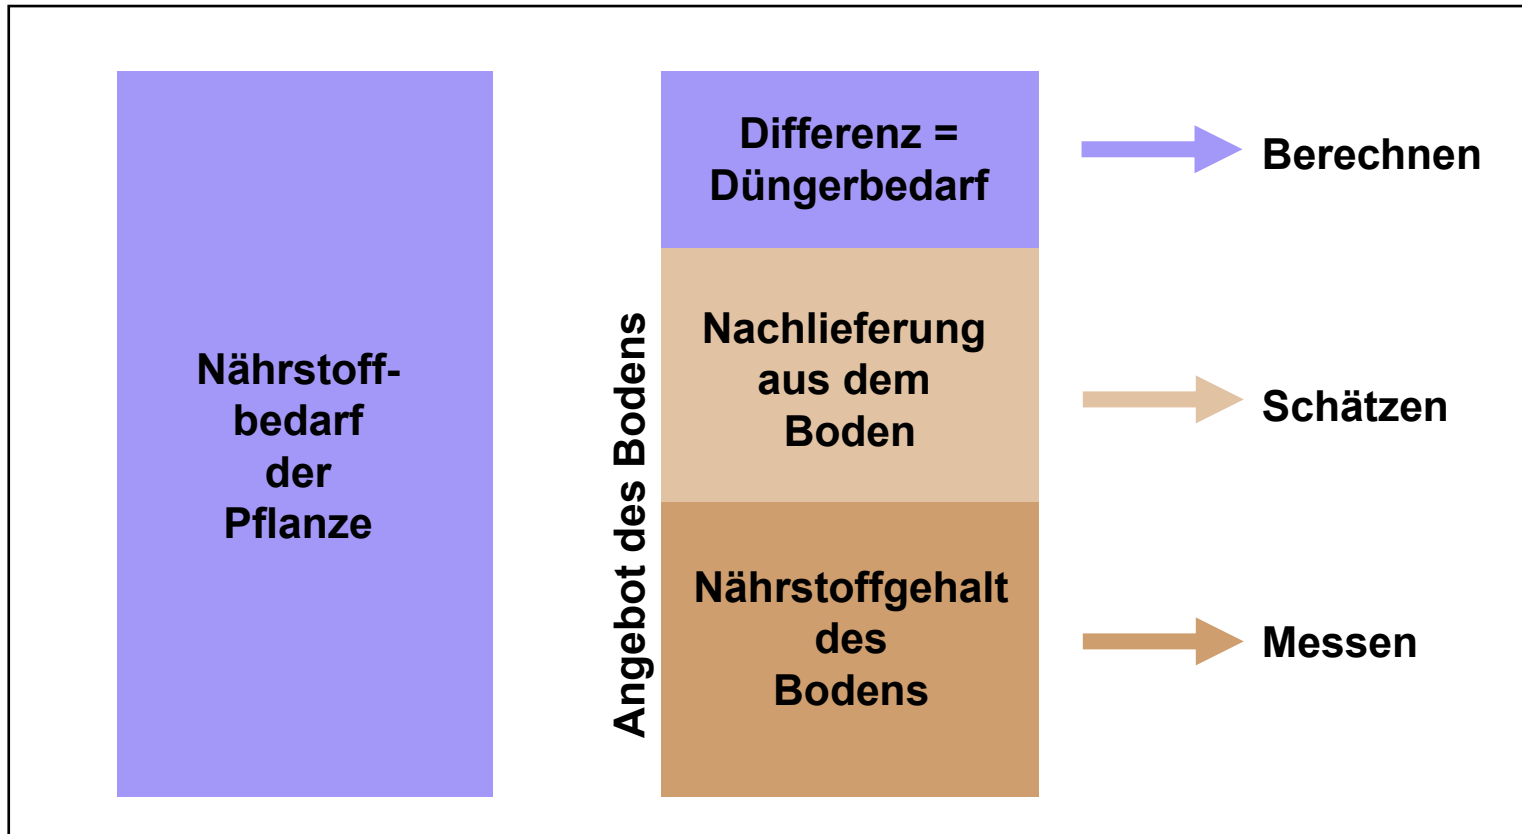 Nährstoff-
bedarf
der
Pflanze
Angebot des Bodens
Differenz =
Düngerbedarf
Berechnen
Nachlieferung
aus dem
Boden
Schätzen
Nährstoffgehalt
des
Bodens
Messen